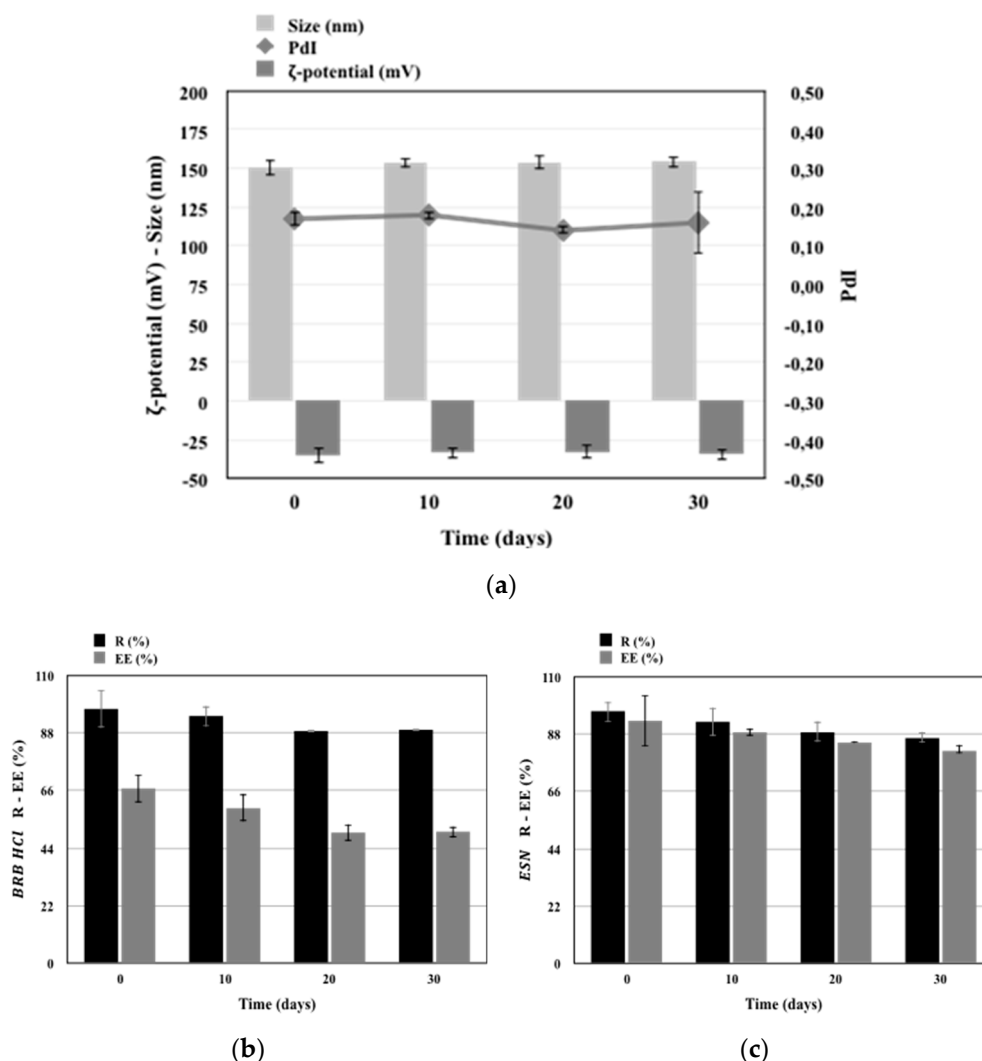 Size (nm)
PdI
ζ-potential (mV)
200
175
150
125
100
75
50
25
0
-25
-50
ζ-potential (mV) - Size (nm)
0,50
0,40
0,30
0,20
0,10
0,00
-0,10
-0,20
-0,30
-0,40
-0,50
PdI
0 10 20 30
Time (days)
(a)
R (%)
EE (%)
110
88
66
44
22
0
BRB HCl R - EE (%)
0 10 20 30
Time (days)
(b)
R (%)
EE (%)
110
88
66
44
22
0
ESN R - EE (%)
0 10 20 30
Time (days)
(c)